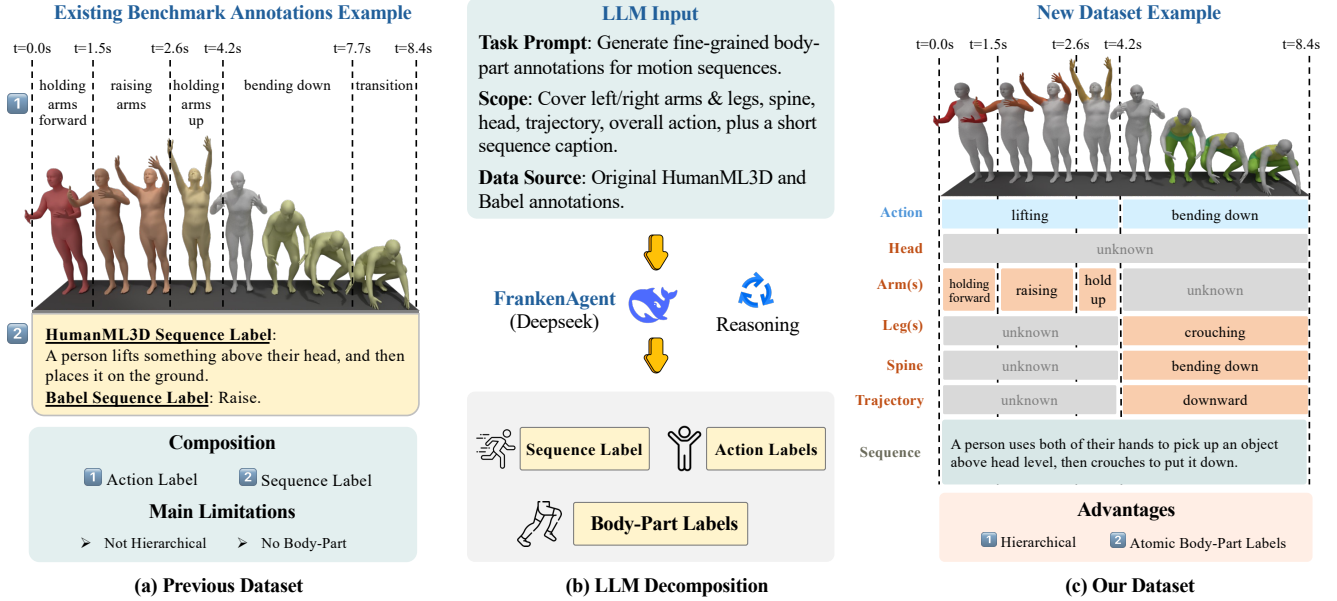 Existing Benchmark Annotations Example
t=0.0s t=1.5s t=2.6s t=4.2s t=7.7s t=8.4s
1
holding arms forward
raising arms
holding arms up
bending down
transition
2
HumanML3D Sequence Label:
A person lifts something above their head, and then
places it on the ground.
Babel Sequence Label: Raise.
Composition
1 Action Label 2 Sequence Label
Main Limitations
➢ Not Hierarchical ➢ No Body-Part
(a) Previous Dataset
LLM Input
Task Prompt: Generate fine-grained body-
part annotations for motion sequences.
Scope: Cover left/right arms & legs, spine,
head, trajectory, overall action, plus a short
sequence caption.
Data Source: Original HumanML3D and
Babel annotations.
FrankenAgent
(Deepseek)
Reasoning
Sequence Label
Action Labels
Body-Part Labels
(b) LLM Decomposition
New Dataset Example
t=0.0s t=1.5s t=2.6s t=4.2s t=8.4s
Action lifting bending down
Head unknown
Arm(s) holding forward raising hold up unknown
Leg(s) unknown crouching
Spine unknown bending down
Trajectory unknown downward
Sequence
A person uses both of their hands to pick up an object
above head level, then crouches to put it down.
Advantages
1 Hierarchical 2 Atomic Body-Part Labels
(c) Our Dataset